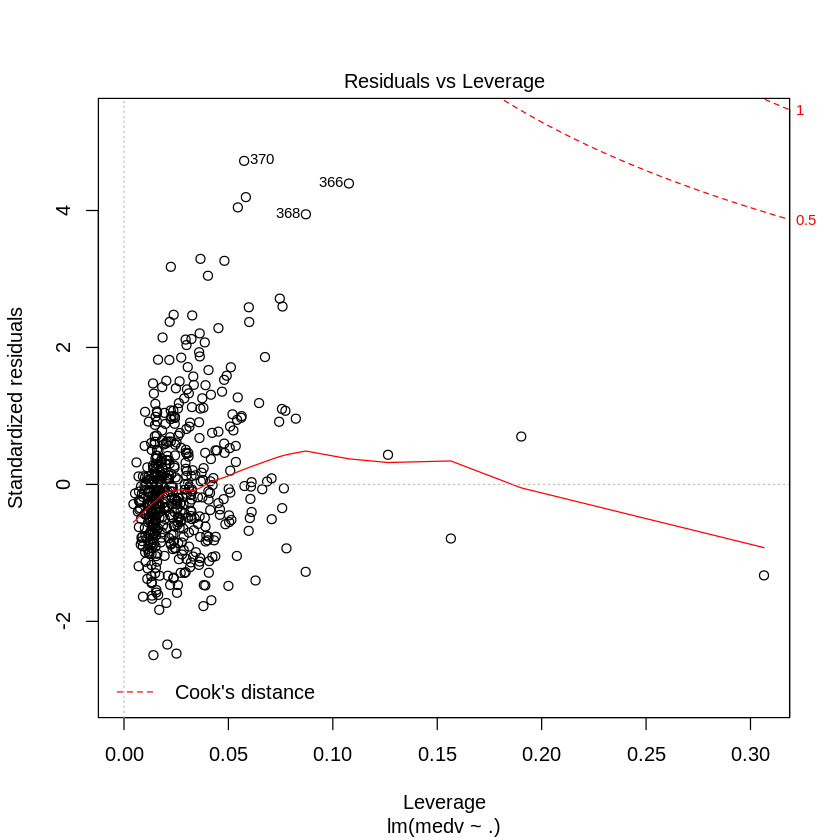 Residuals vs Leverage
1
370
366
4
368
0.5
2
Standardized residuals
0
-2
Cook's distance
0.00 0.05 0.10 0.15 0.20 0.25 0.30
Leverage
lm(medv ~ .)